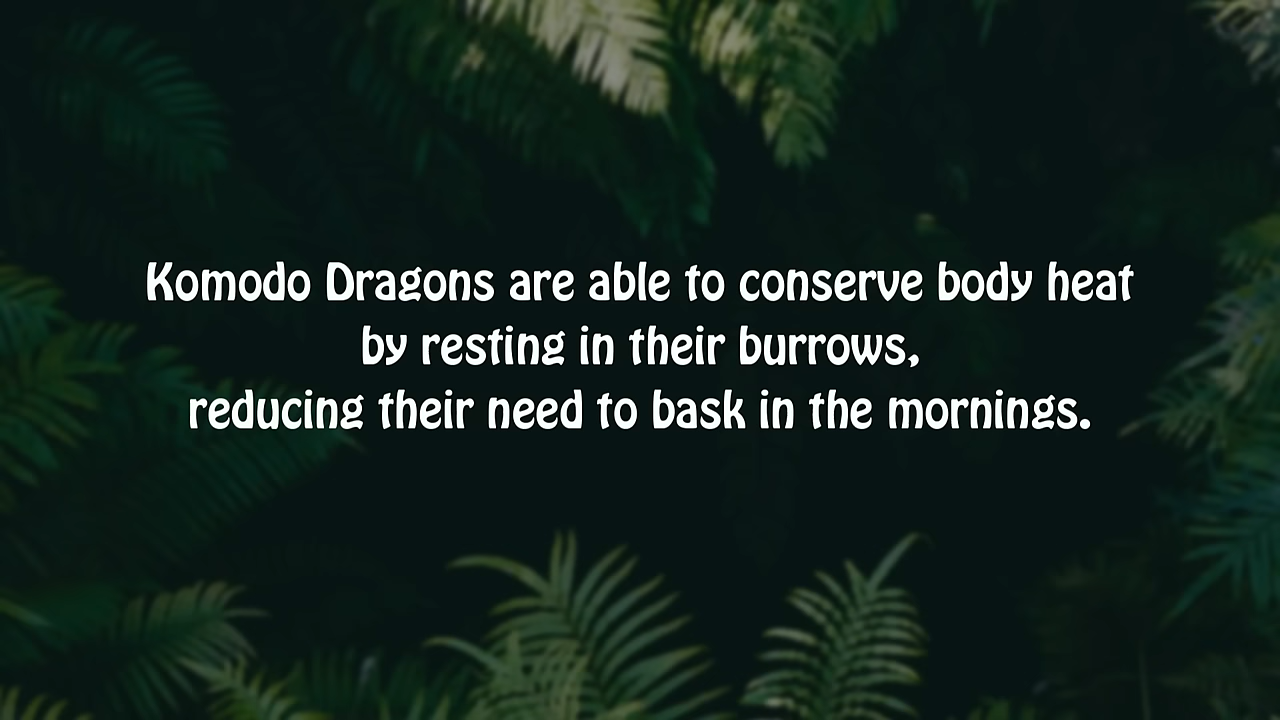 Komodo Dragons are able to conserve body heat
by resting in their burrows,
reducing their need to bask in the mornings.